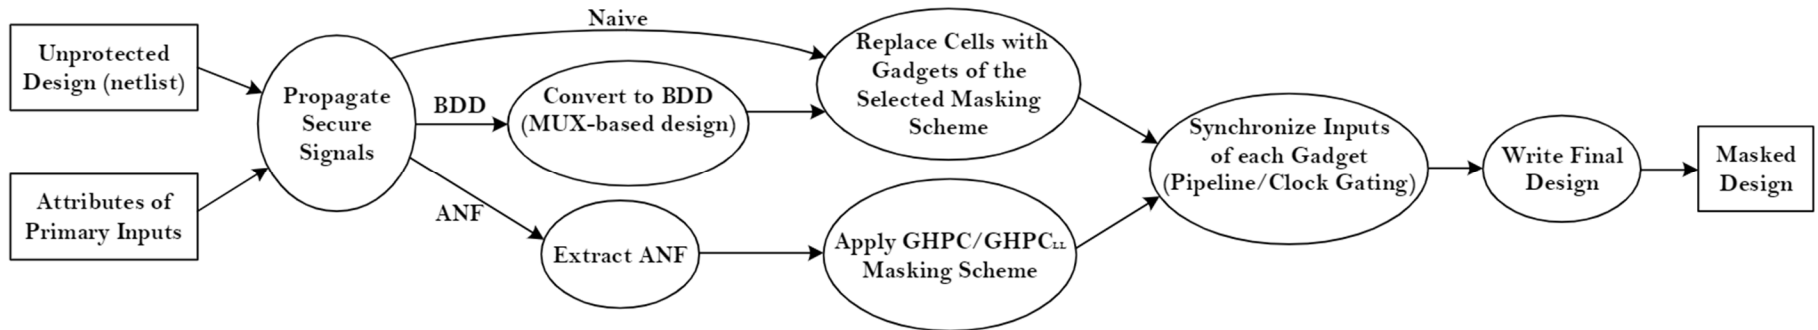 Unprotected
Design (netlist)
Attributes of
Primary Inputs
Propagate
Secure
Signals
Naive
BDD
ANF
Convert to BDD
(MUX-based design)
Extract ANF
Replace Cells with
Gadgets of the
Selected Masking
Scheme
Apply GHPC/GHPCLL
Masking Scheme
Synchronize Inputs
of each Gadget
(Pipeline/Clock Gating)
Write Final
Design
Masked
Design